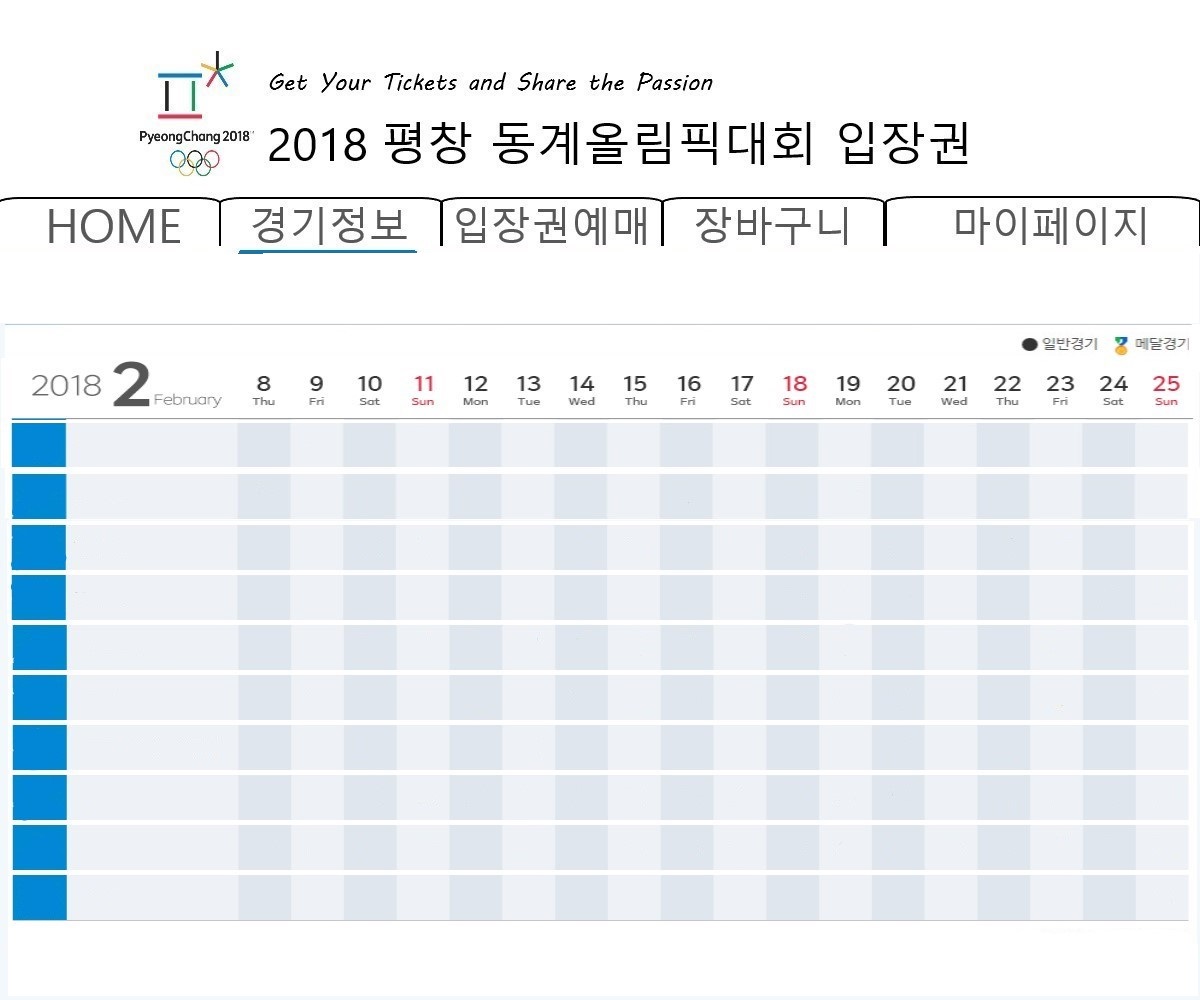 Get Your Tickets and Share the Passion
PyeongChang 2018
2018 평창 동계올림픽대회 입장권
HOME 경기정보 입장권예매 장바구니 마이페이지
일반경기 메달경기
2018 2 February 8 9 10 11 12 13 14 15 16 17 18 19 20 21 22 23 24 25
Thu Fri Sat Sun Mon Tue Wed Thu Fri Sat Sun Mon Tue Wed Thu Fri Sat Sun